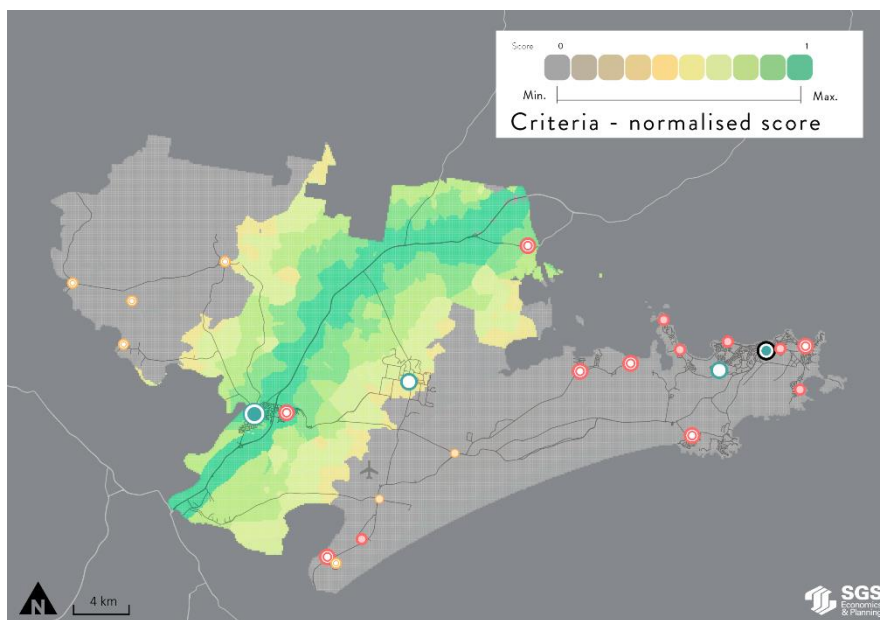 Score 0 1
Min. Max.
Criteria - normalised score
N 4 km
SGS
Economics
& Planning